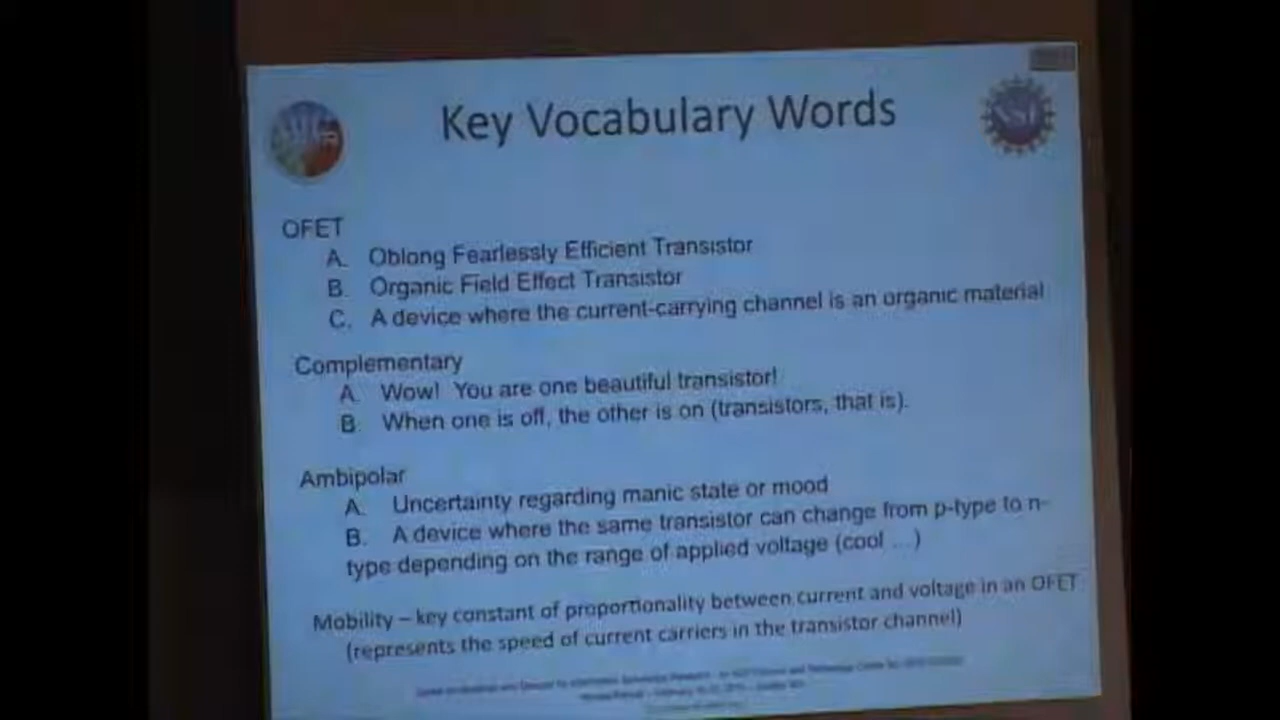 Key Vocabulary Words
NSF
OFET
A. Oblong Fearlessly Efficient Transistor
B. Organic Field Effect Transistor
C. A device where the current-carrying channel is an organic material
Complementary
A. Wow! You are one beautiful transistor!
B. When one is off, the other is on (transistors, that is).
Ambipolar
A. Uncertainty regarding manic state or mood
B. A device where the same transistor can change from p-type to n-
type depending on the range of applied voltage (cool ...)
Mobility – key constant of proportionality between current and voltage in an OFET
(represents the speed of current carriers in the transistor channel)